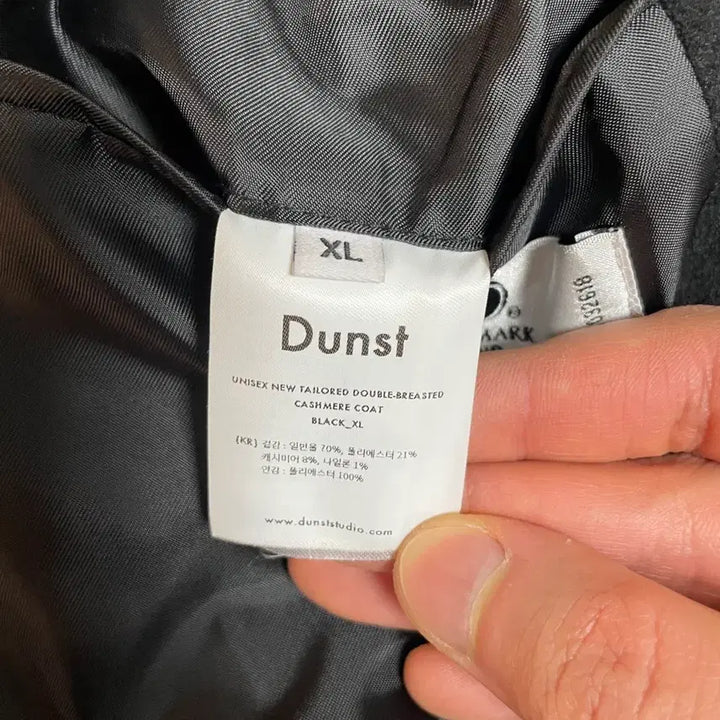 XL
Dunst
UNISEX NEW TAILORED DOUBLE-BREASTED
CASHMERE COAT
BLACK_XL
{KR} 겉감 : 일반울 70%, 폴리에스터 21%
캐시미어 8%, 나일론 1%
안감 : 폴리에스터 100%
www.dunststudio.com